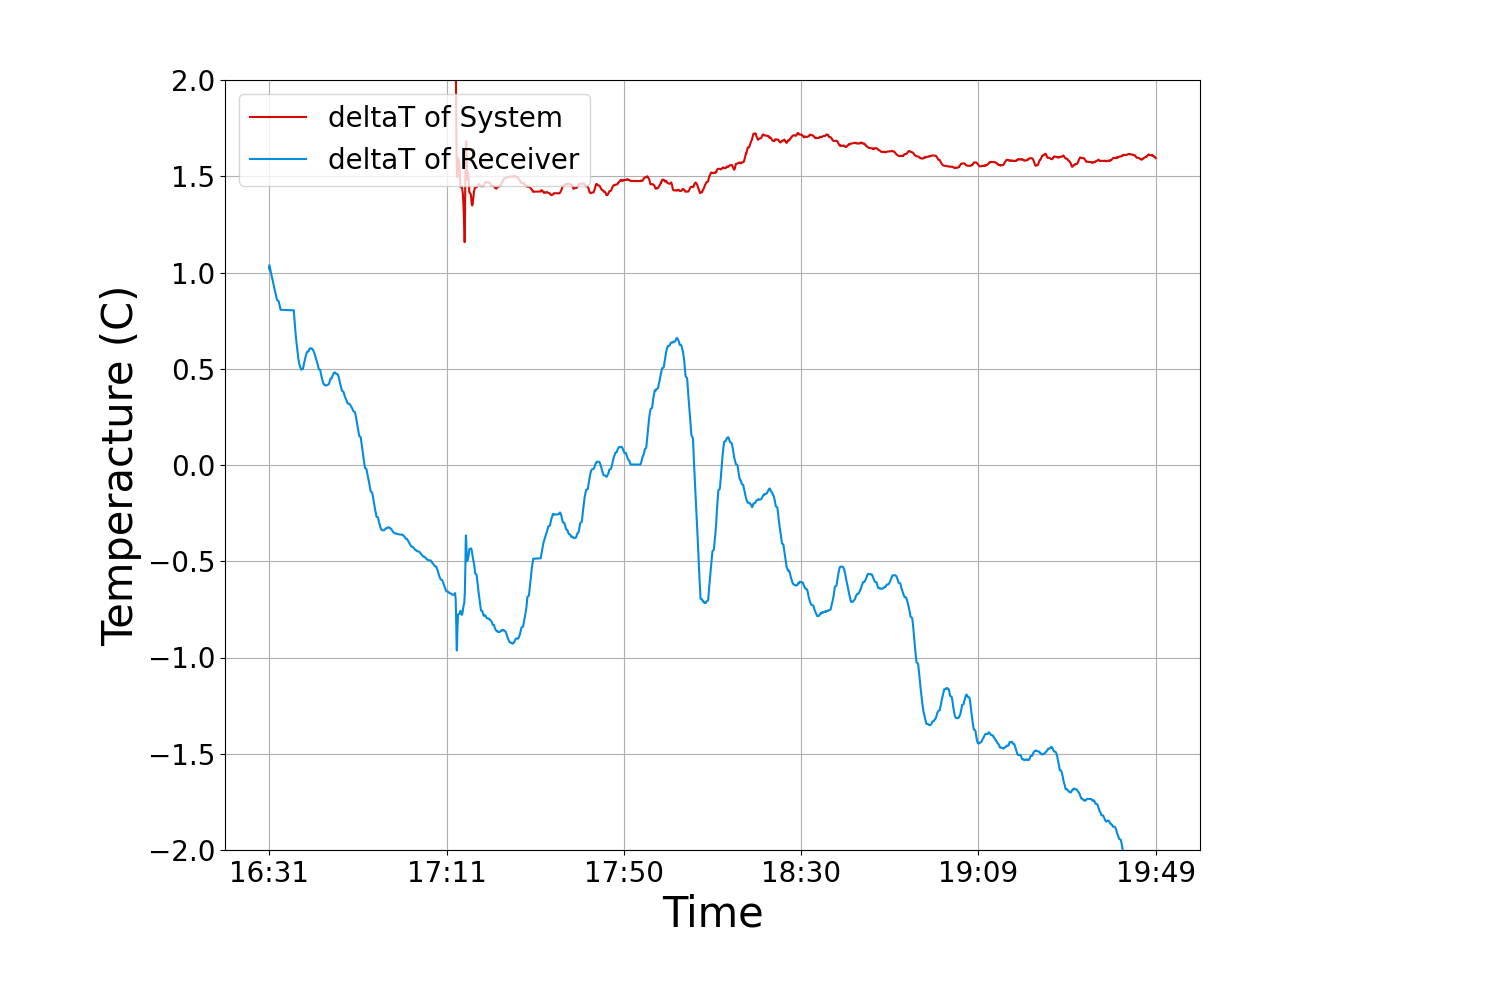 deltaT of System
deltaT of Receiver
Temperacture (C)
2.0
1.5
1.0
0.5
0.0
−0.5
−1.0
−1.5
−2.0
16:31 17:11 17:50 18:30 19:09 19:49
Time